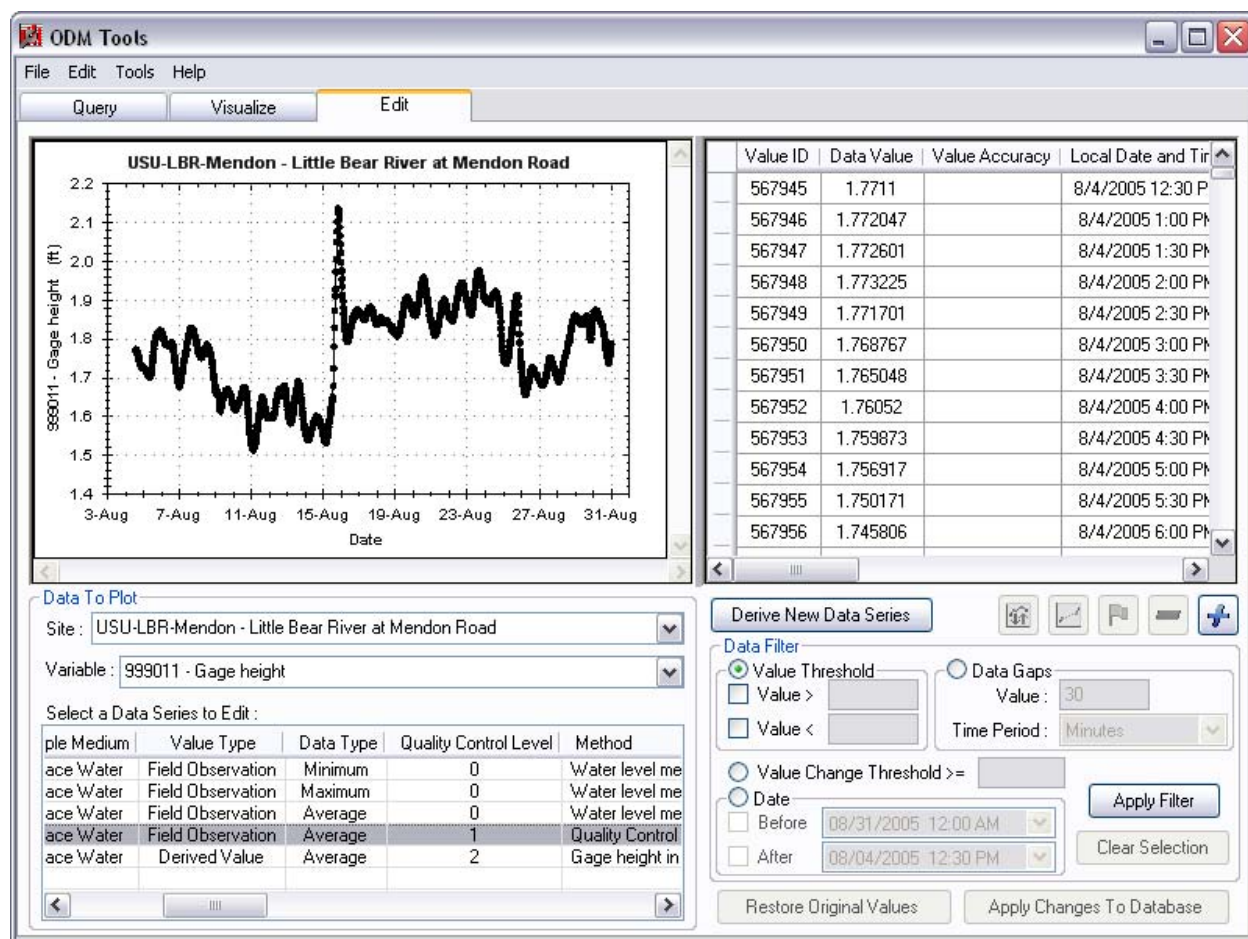 ODM Tools
File Edit Tools Help
Query Visualize Edit
USU-LBR-Mendon - Little Bear River at Mendon Road
2.2
2.1
2.0
1.9
1.8
1.7
1.6
1.5
1.4
999011 - Gage height (ft)
3-Aug 7-Aug 11-Aug 15-Aug 19-Aug 23-Aug 27-Aug 31-Aug
Date
Value ID Data Value Value Accuracy Local Date and Tir
567945 1.7711 8/4/2005 12:30 P
567946 1.772047 8/4/2005 1:00 PM
567947 1.772601 8/4/2005 1:30 PM
567948 1.773225 8/4/2005 2:00 PM
567949 1.771701 8/4/2005 2:30 PM
567950 1.768767 8/4/2005 3:00 PM
567951 1.765048 8/4/2005 3:30 PM
567952 1.76052 8/4/2005 4:00 PM
567953 1.759873 8/4/2005 4:30 PM
567954 1.756917 8/4/2005 5:00 PM
567955 1.750171 8/4/2005 5:30 PM
567956 1.745806 8/4/2005 6:00 PM
Data To Plot
Site : USU-LBR-Mendon - Little Bear River at Mendon Road
Variable : 999011 - Gage height
Select a Data Series to Edit :
ple Medium Value Type Data Type Quality Control Level Method
ace Water Field Observation Minimum 0 Water level me
ace Water Field Observation Maximum 0 Water level me
ace Water Field Observation Average 0 Water level me
ace Water Field Observation Average 1 Quality Control
ace Water Derived Value Average 2 Gage height in
Derive New Data Series
Data Filter
Value Threshold
Value >
Value <
Data Gaps
Value : 30
Time Period : Minutes
Value Change Threshold >=
Date
Before 08/31/2005 12:00 AM
After 08/04/2005 12:30 PM
Apply Filter
Clear Selection
Restore Original Values
Apply Changes To Database